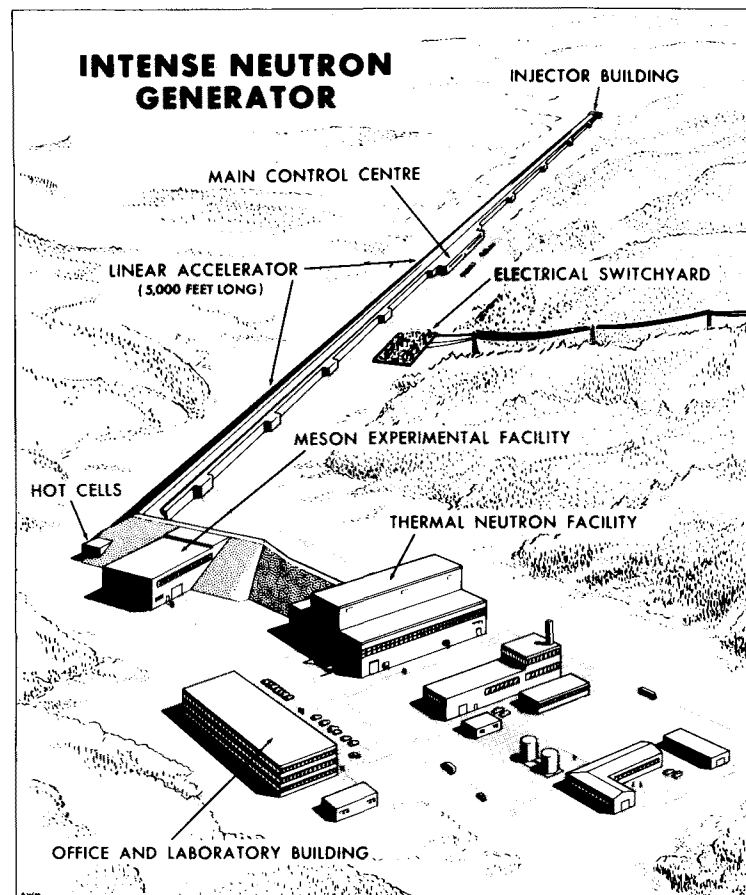 INTENSE NEUTRON
GENERATOR
INJECTOR BUILDING
MAIN CONTROL CENTRE
LINEAR ACCELERATOR
(5,000 FEET LONG)
ELECTRICAL SWITCHYARD
MESON EXPERIMENTAL FACILITY
HOT CELLS
THERMAL NEUTRON FACILITY
OFFICE AND LABORATORY BUILDING